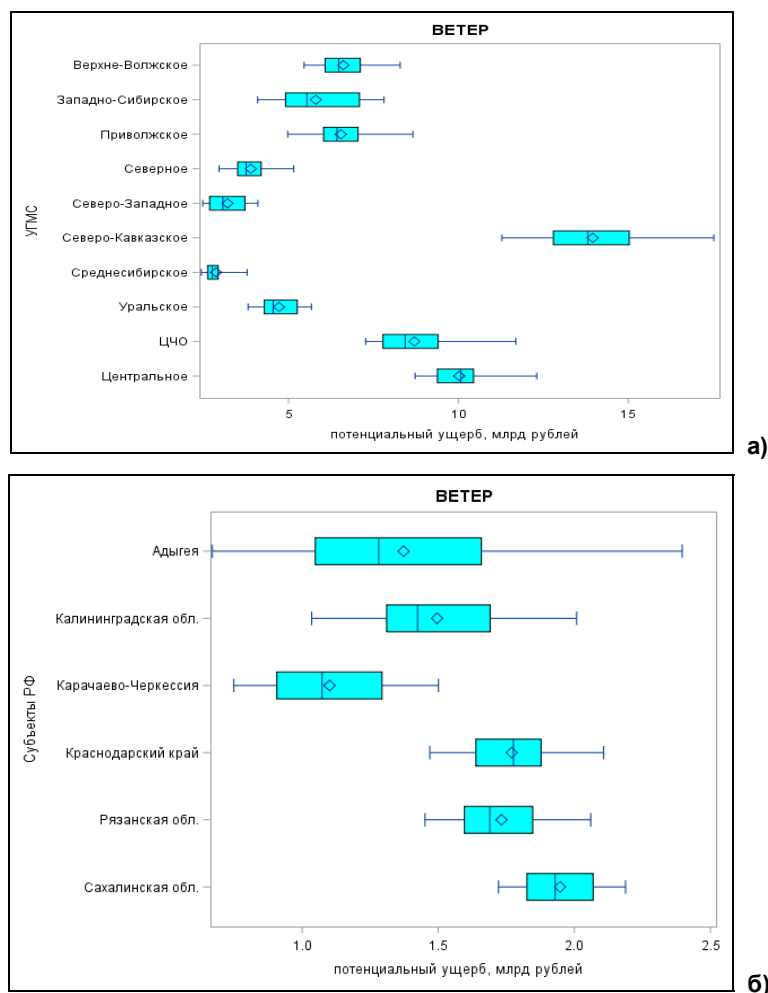 ВЕТЕР
УГМС
Верхне-Волжское
Западно-Сибирское
Приволжское
Северное
Северо-Западное
Северо-Кавказское
Среднесибирское
Уральское
ЦЧО
Центральное
5 10 15
потенциальный ущерб, млрд рублей
а)
ВЕТЕР
Субъекты РФ
Адыгея
Калининградская обл.
Карачаево-Черкессия
Краснодарский край
Рязанская обл.
Сахалинская обл.
1.0 1.5 2.0 2.5
потенциальный ущерб, млрд рублей
б)